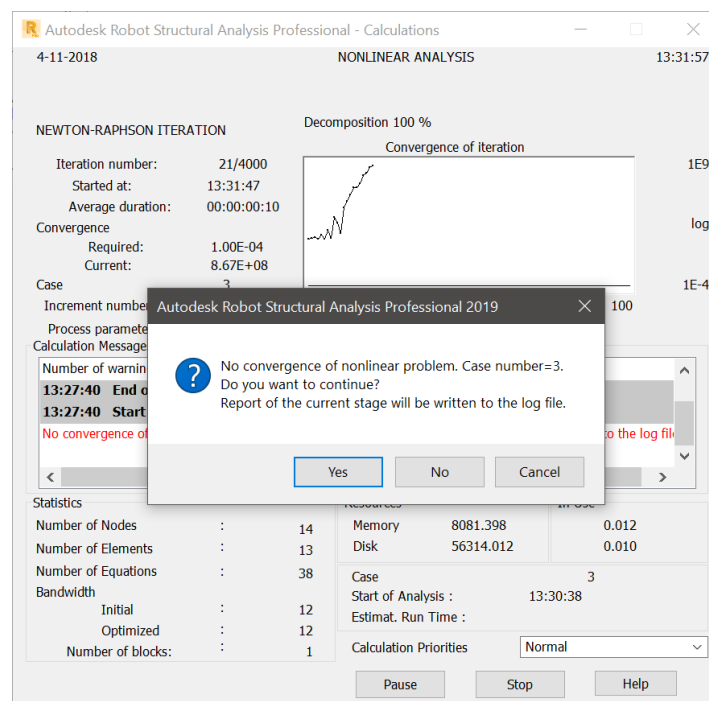 Autodesk Robot Structural Analysis Professional - Calculations
4-11-2018 NONLINEAR ANALYSIS 13:31:57
Decomposition 100 %
NEWTON-RAPHSON ITERATION
Convergence of iteration
Iteration number: 21/4000 1E9
Started at: 13:31:47
Average duration: 00:00:00:10
Convergence log
Required: 1.00E-04
Current: 8.67E+08
Case 3 1E-4
Increment number 100
Autodesk Robot Structural Analysis Professional 2019
Process paramete
Calculation Message
Number of warnin
No convergence of nonlinear problem. Case number=3.
Do you want to continue?
Report of the current stage will be written to the log file.
13:27:40 End o
13:27:40 Start
No convergence of to the log fil
Yes No Cancel
Statistics Resources In Use
Number of Nodes : 14 Memory 8081.398 0.012
Number of Elements : 13 Disk 56314.012 0.010
Number of Equations : 38 Case 3
Bandwidth Start of Analysis : 13:30:38
Initial : 12 Estimat. Run Time :
Optimized : 12
Number of blocks: : 1 Calculation Priorities Normal
Pause Stop Help